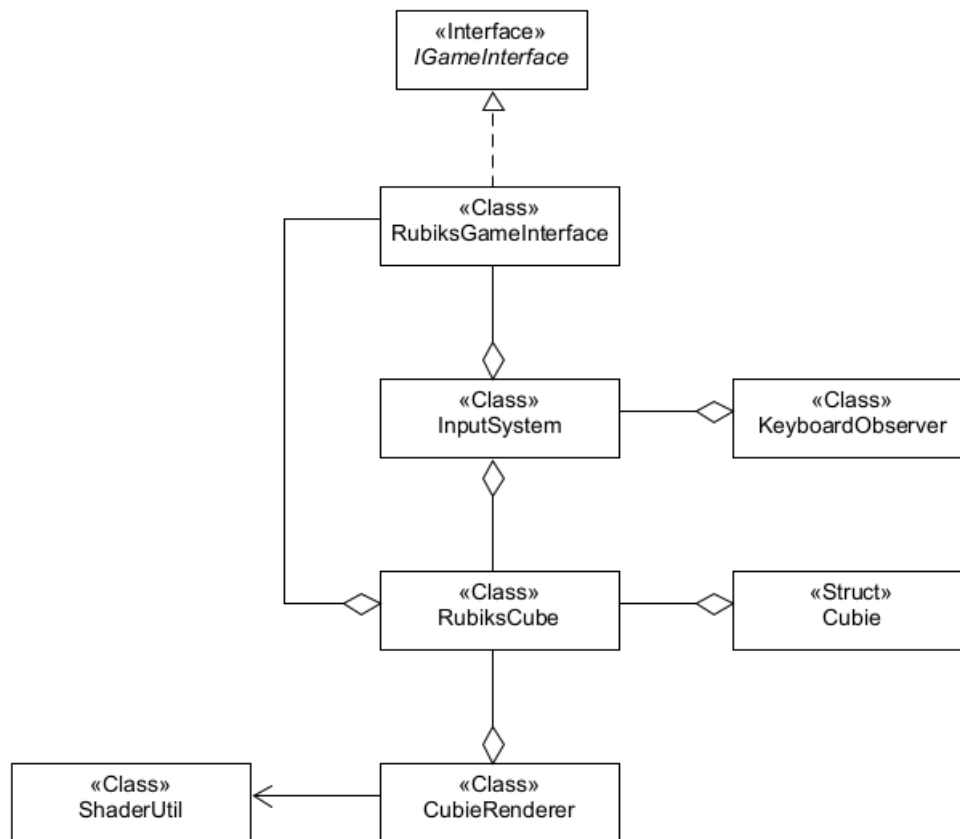 «Interface»
IGameInterface
«Class»
RubiksGameInterface
«Class»
InputSystem
«Class»
KeyboardObserver
«Class»
RubiksCube
«Struct»
Cubie
«Class»
ShaderUtil
«Class»
CubieRenderer